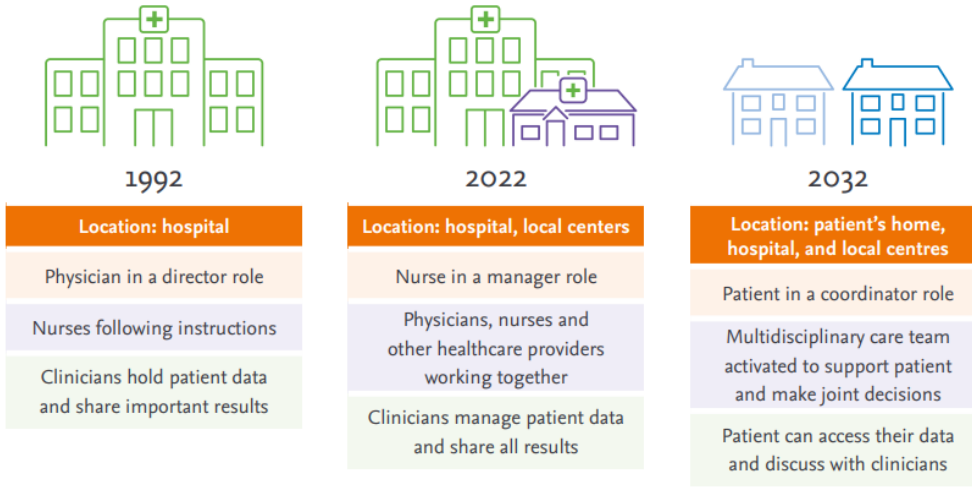 1992
Location: hospital
Physician in a director role
Nurses following instructions
Clinicians hold patient data
and share important results
2022
Location: hospital, local centers
Nurse in a manager role
Physicians, nurses and
other healthcare providers
working together
Clinicians manage patient data
and share all results
2032
Location: patient’s home,
hospital, and local centres
Patient in a coordinator role
Multidisciplinary care team
activated to support patient
and make joint decisions
Patient can access their data
and discuss with clinicians